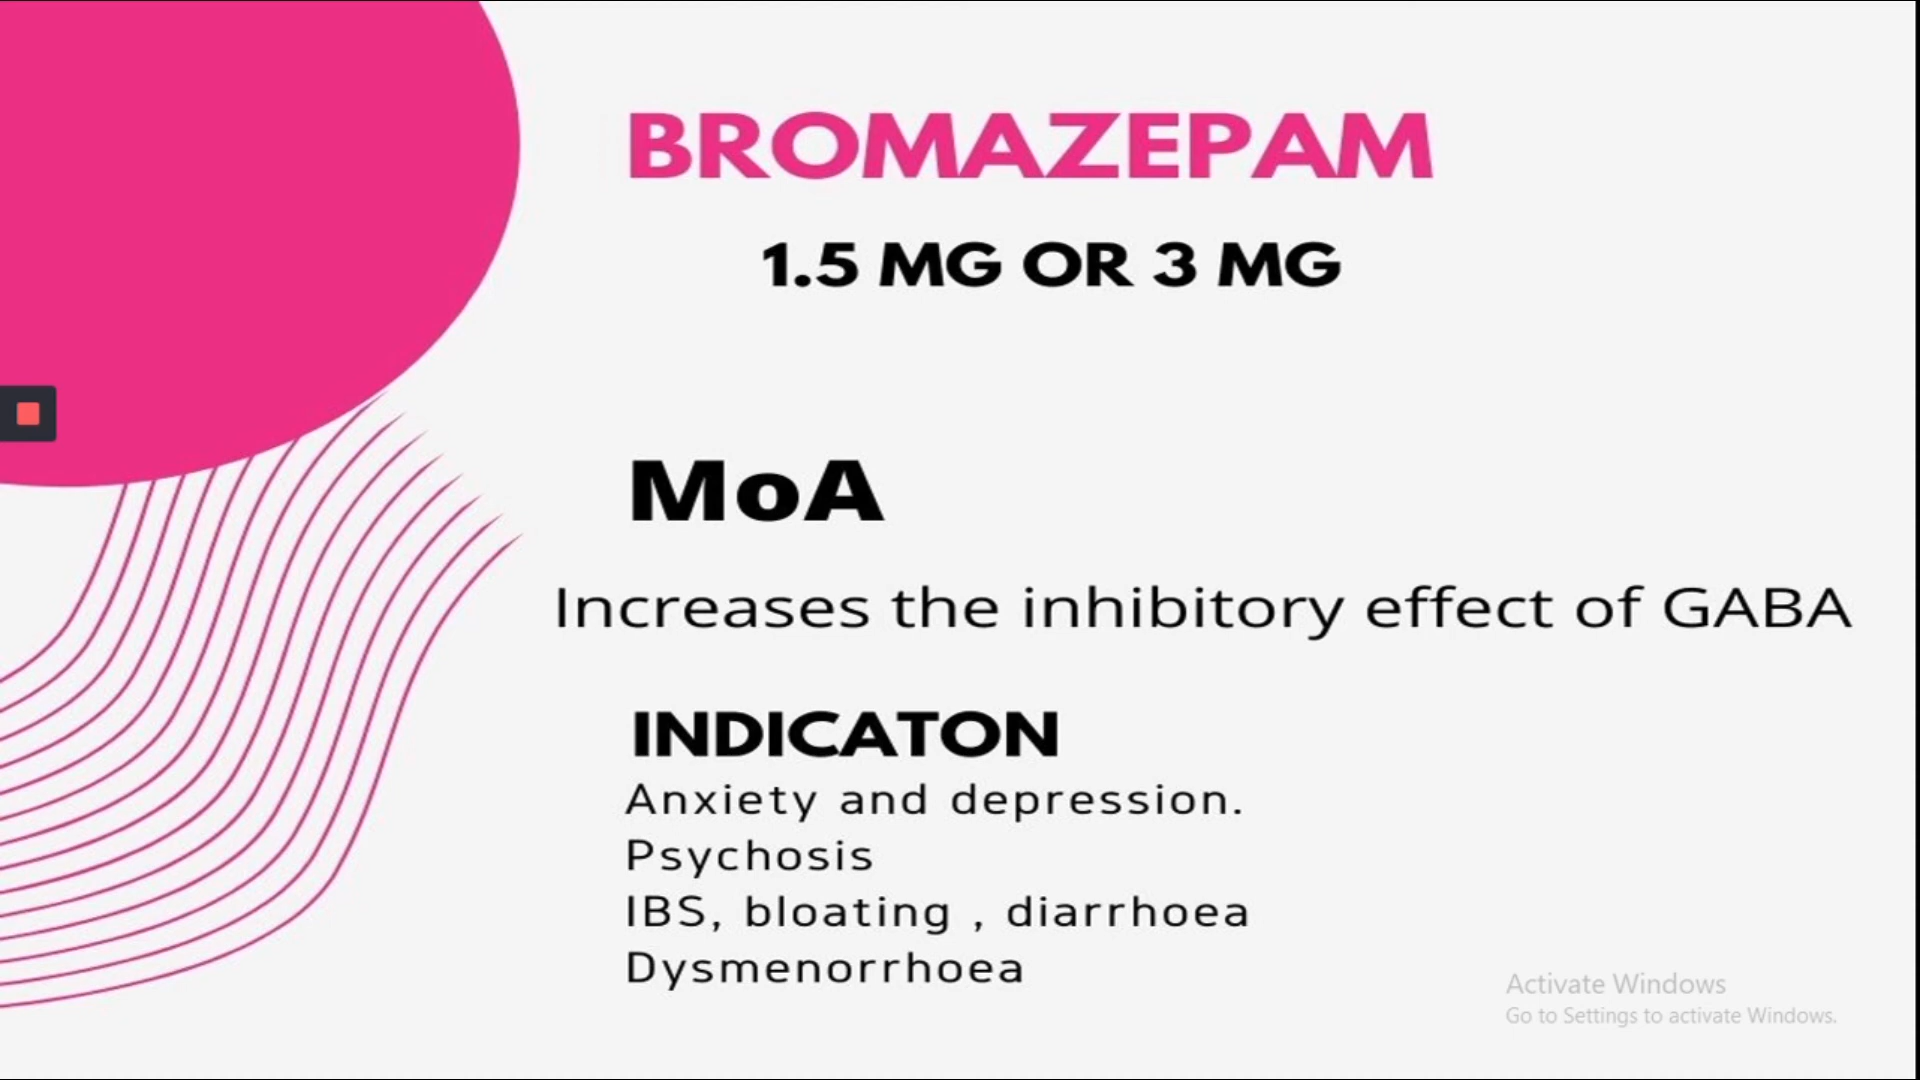 BROMAZEPAM
1.5 MG OR 3 MG
MoA
Increases the inhibitory effect of GABA
INDICATON
Anxiety and depression.
Psychosis
IBS, bloating , diarrhoea
Dysmenorrhoea
Activate Windows
Go to Settings to activate Windows.